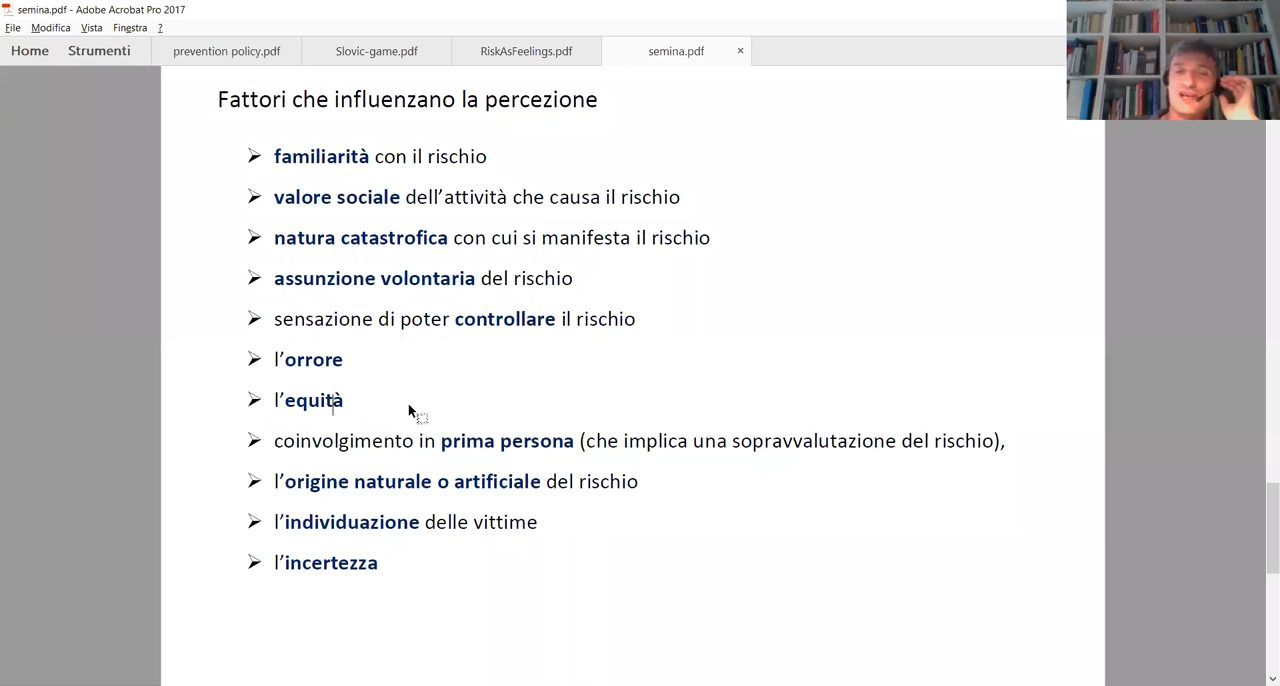 semina.pdf - Adobe Acrobat Pro 2017
File Modifica Vista Fingestra ?
Home Strumenti prevention policy.pdf Slovic-game.pdf RiskAsFeelings.pdf semina.pdf ×
Fattori che influenzano la percezione
➢ familiarità con il rischio
➢ valore sociale dell’attività che causa il rischio
➢ natura catastrofica con cui si manifesta il rischio
➢ assunzione volontaria del rischio
➢ sensazione di poter controllare il rischio
➢ l’orrore
➢ l’equità
➢ coinvolgimento in prima persona (che implica una sopravvalutazione del rischio),
➢ l’origine naturale o artificiale del rischio
➢ l’individuazione delle vittime
➢ l’incertezza